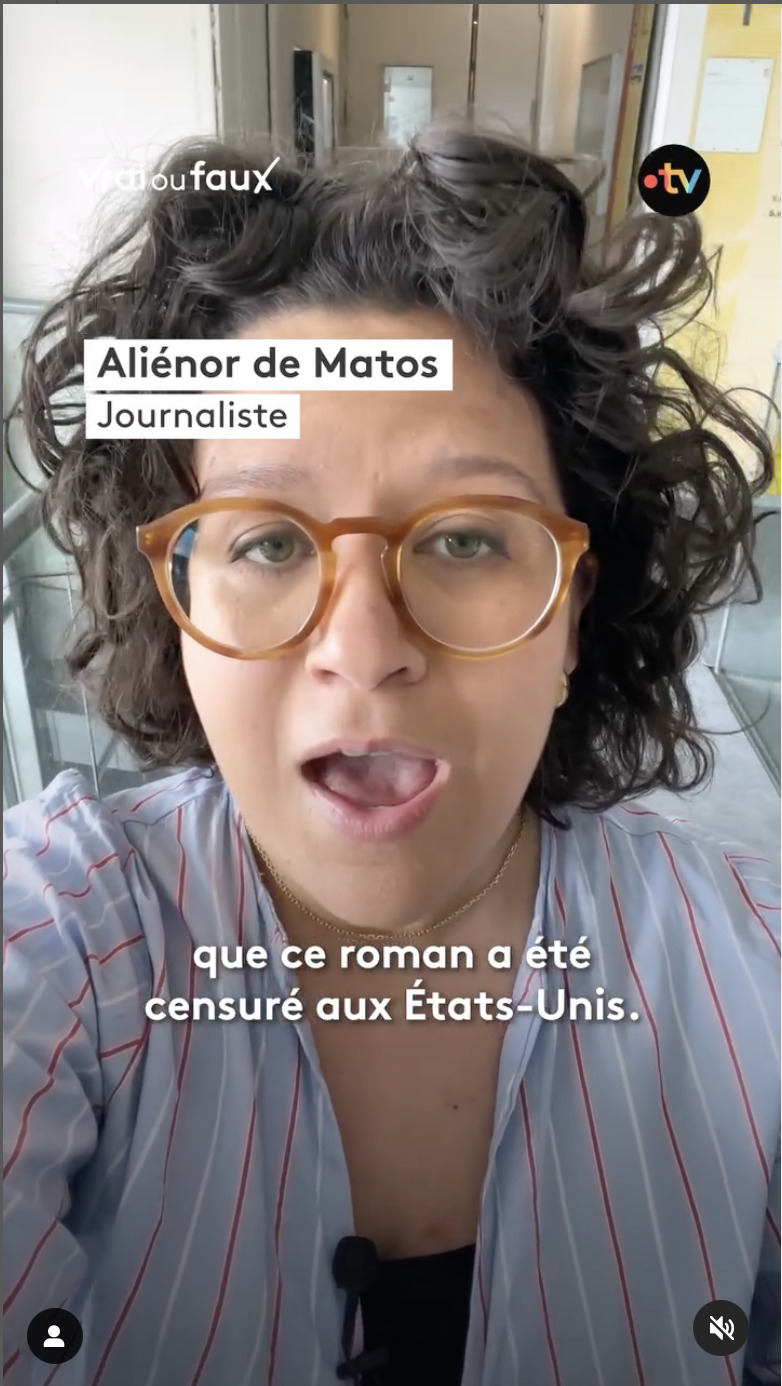 vrai ou faux
•tv
Aliénor de Matos
Journaliste
que ce roman a été
censuré aux États-Unis.